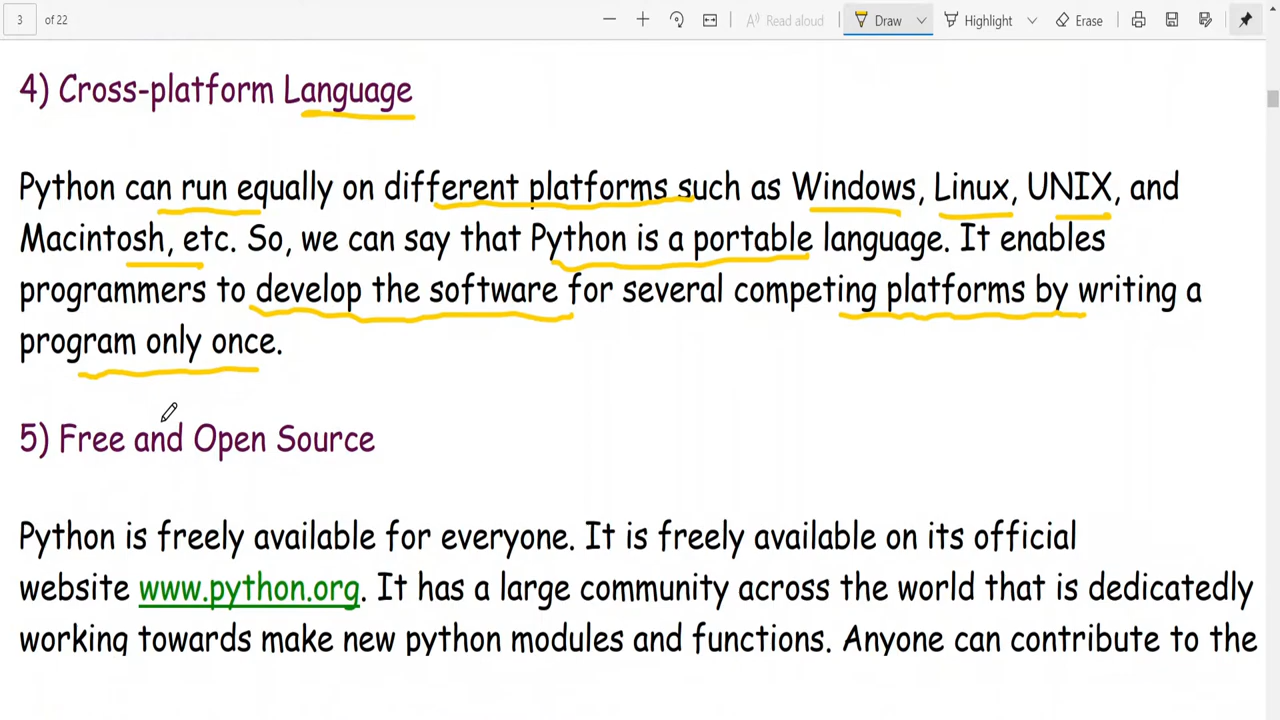 3 of 22 Read aloud Draw Highlight Erase
4) Cross-platform Language
Python can run equally on different platforms such as Windows, Linux, UNIX, and
Macintosh, etc. So, we can say that Python is a portable language. It enables
programmers to develop the software for several competing platforms by writing a
program only once.
5) Free and Open Source
Python is freely available for everyone. It is freely available on its official
website www.python.org. It has a large community across the world that is dedicatedly
working towards make new python modules and functions. Anyone can contribute to the